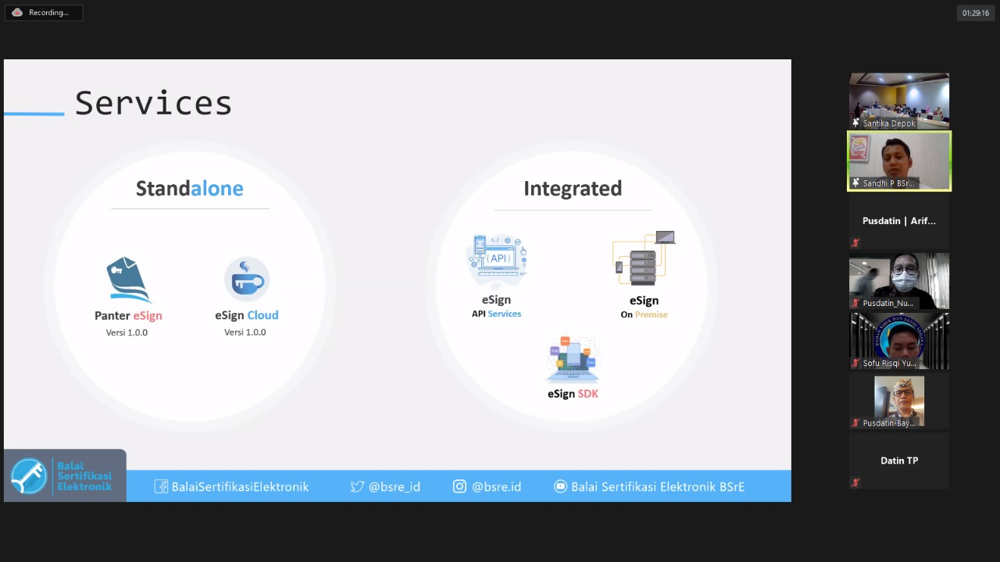 Recording...
01:29:16
Services
Standalone
Panter eSign
Versi 1.0.0
eSign Cloud
Versi 1.0.0
Integrated
{API}
eSign
API Services
eSign
On Premise
eSign SDK
Balai
Sertifikasi
Elektronik
BalaiSertifikasiElektronik
@bsre_id
@bsre.id
Balai Sertifikasi Elektronik BSrE
Santika Depok
Sandhi P BSr...
Pusdatin | Arif...
Pusdatin_Nu...
Sofu Risqi Yu...
Pusdatin-Bay...
Datin TP